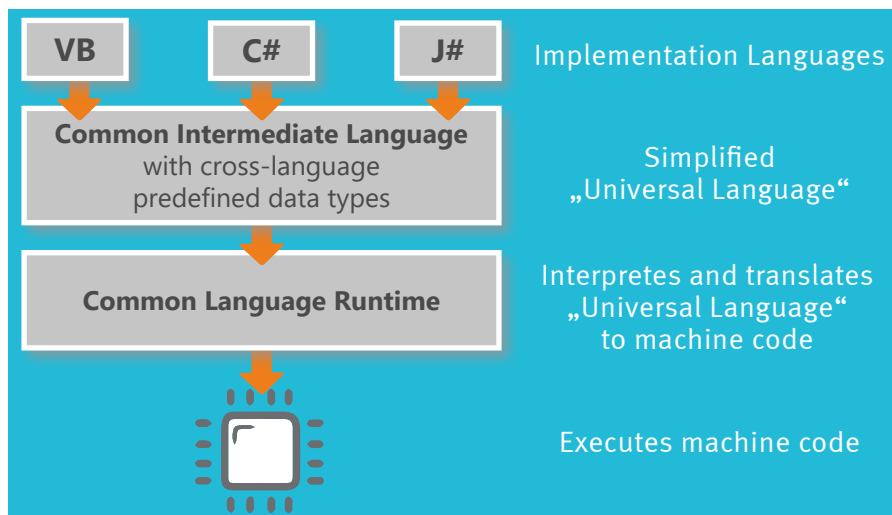 VB
C#
J#
Implementation Languages
Common Intermediate Language
with cross-language
predefined data types
Simplified
„Universal Language“
Common Language Runtime
Interpretes and translates
„Universal Language“
to machine code
Executes machine code